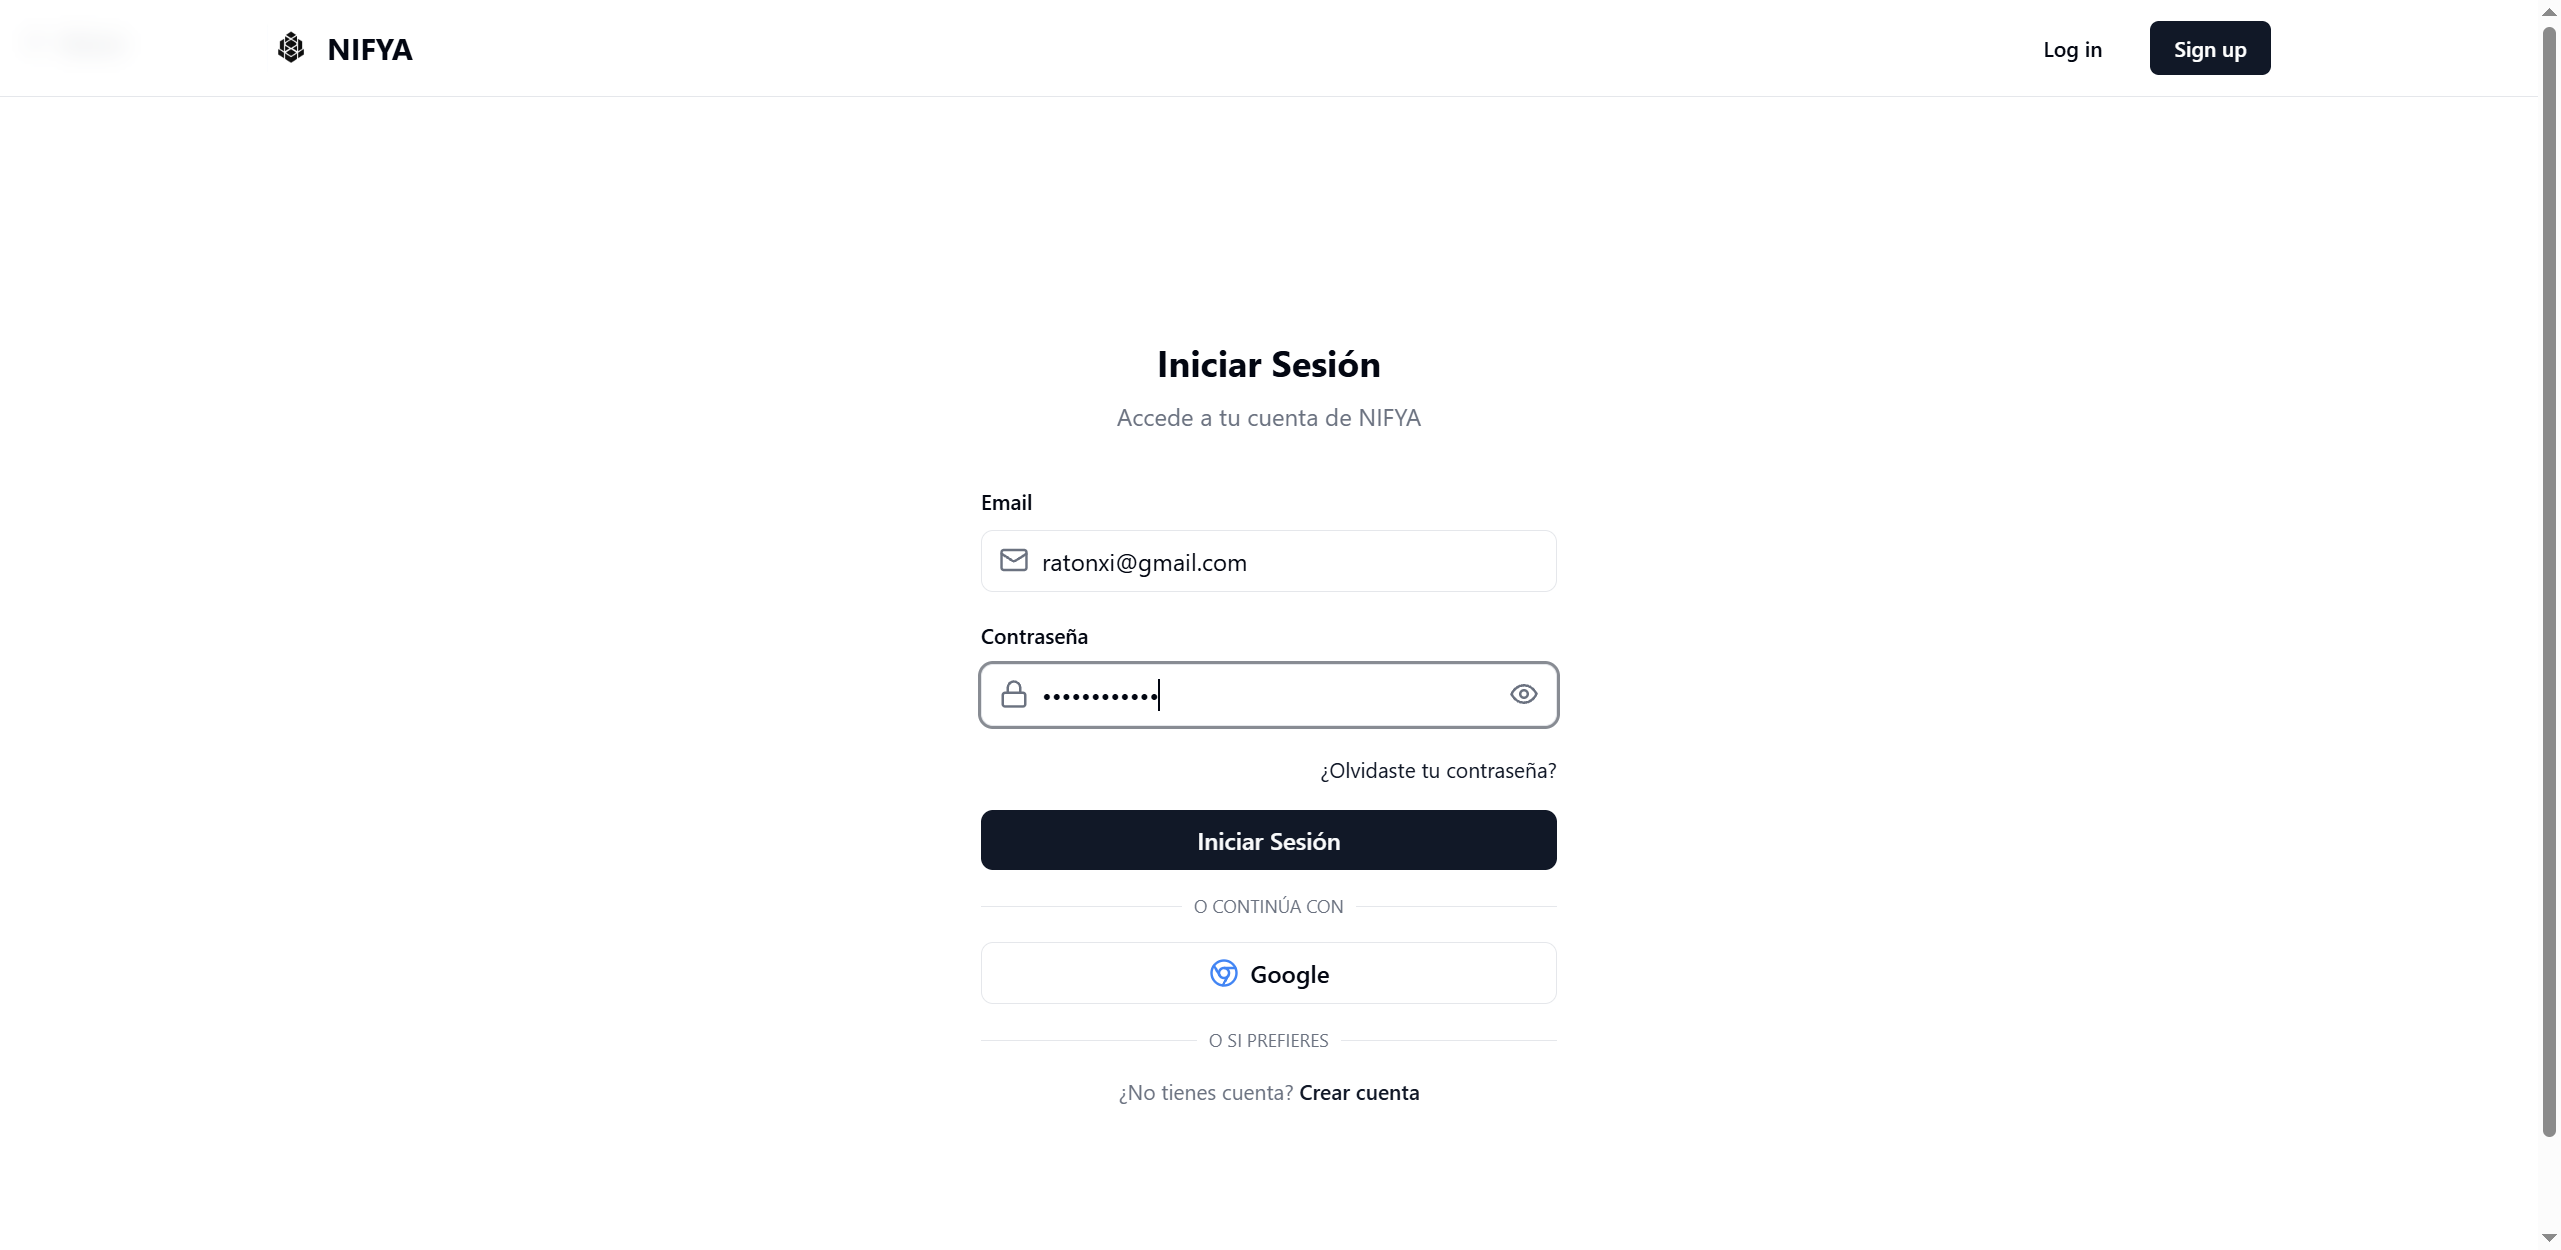 NIFYA
Log in
Sign up
Iniciar Sesión
Accede a tu cuenta de NIFYA
Email
ratonxi@gmail.com
Contraseña
••••••••••••
¿Olvidaste tu contraseña?
Iniciar Sesión
O CONTINÚA CON
Google
O SI PREFIERES
¿No tienes cuenta? Crear cuenta